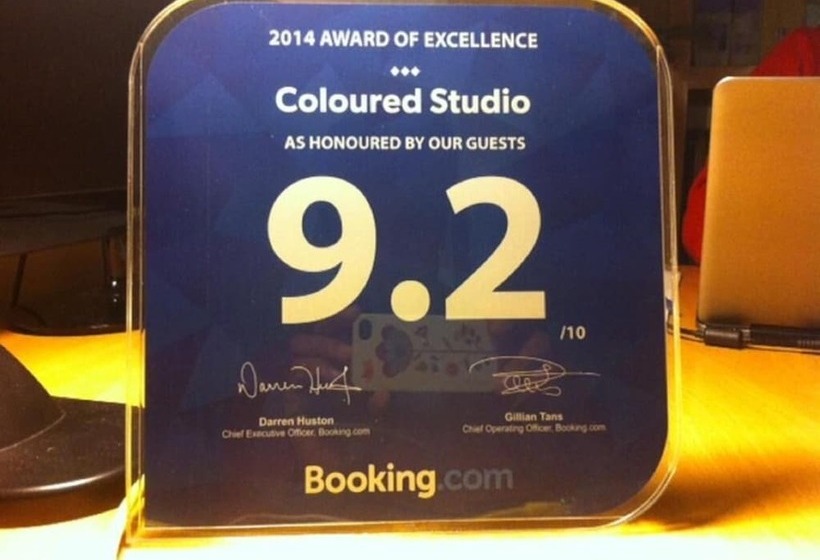 2014 AWARD OF EXCELLENCE
Coloured Studio
AS HONOURED BY OUR GUESTS
9.2
/10
Darren Huston
Chief Executive Officer, Booking.com
Gillian Tans
Chief Operating Officer, Booking.com
Booking.com